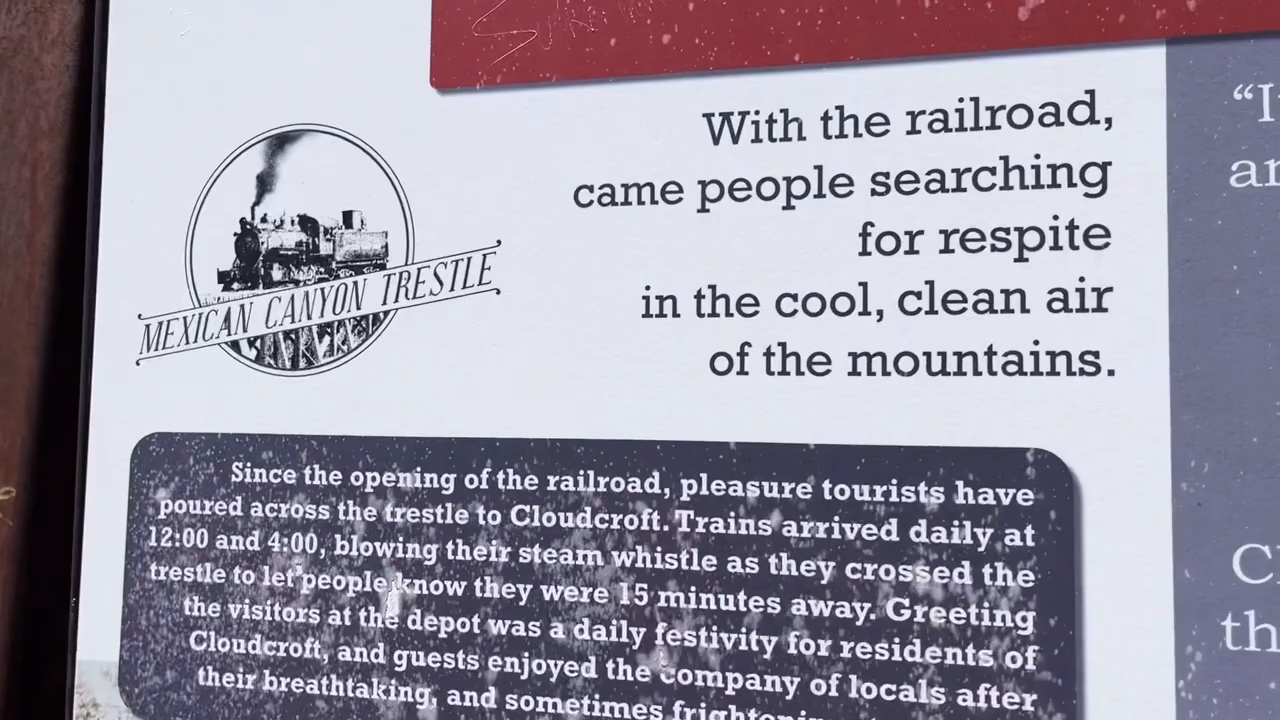 With the railroad,
came people searching
for respite
in the cool, clean air
of the mountains.
MEXICAN CANYON TRESTLE
Since the opening of the railroad, pleasure tourists have
poured across the trestle to Cloudcroft. Trains arrived daily at
12:00 and 4:00, blowing their steam whistle as they crossed the
trestle to let people know they were 15 minutes away. Greeting
the visitors at the depot was a daily festivity for residents of
Cloudcroft, and guests enjoyed the company of locals after
their breathtaking, and sometimes